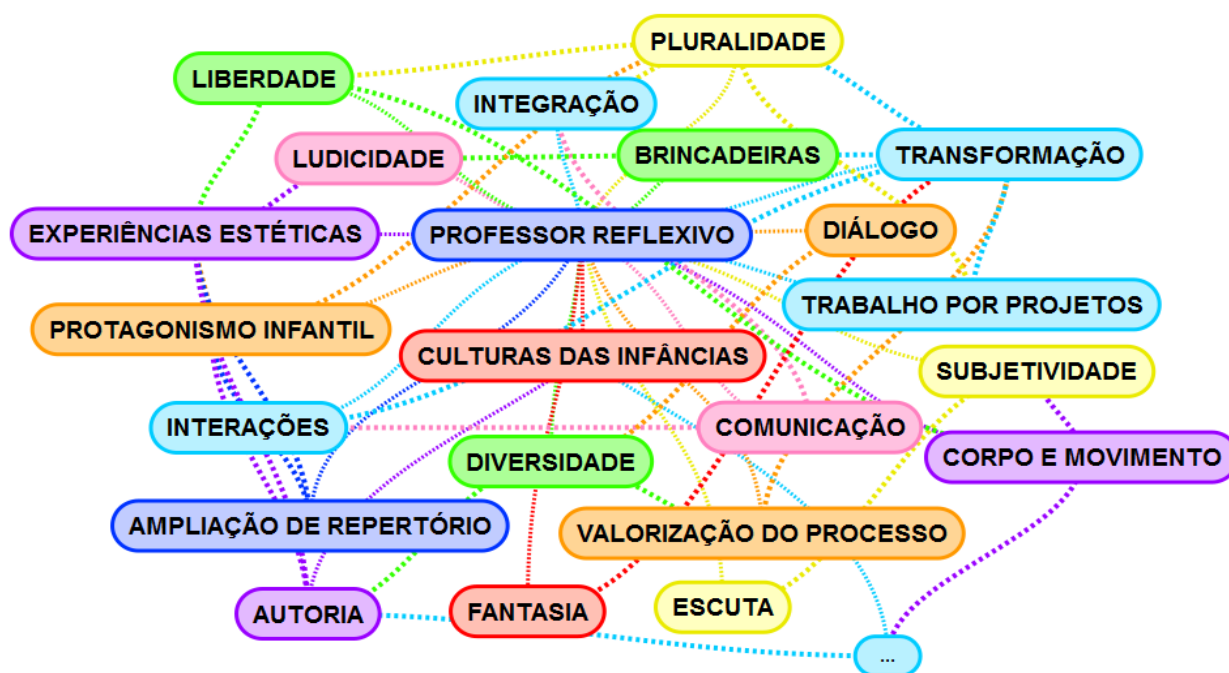 PLURALIDADE
LIBERDADE
INTEGRAÇÃO
LUDICIDADE
BRINCADEIRAS
TRANSFORMAÇÃO
EXPERIÊNCIAS ESTÉTICAS
PROFESSOR REFLEXIVO
DIÁLOGO
TRABALHO POR PROJETOS
PROTAGONISMO INFANTIL
CULTURAS DAS INFÂNCIAS
SUBJETIVIDADE
INTERAÇÕES
COMUNICAÇÃO
DIVERSIDADE
CORPO E MOVIMENTO
AMPLIAÇÃO DE REPERTÓRIO
VALORIZAÇÃO DO PROCESSO
AUTORIA
FANTASIA
ESCUTA
...